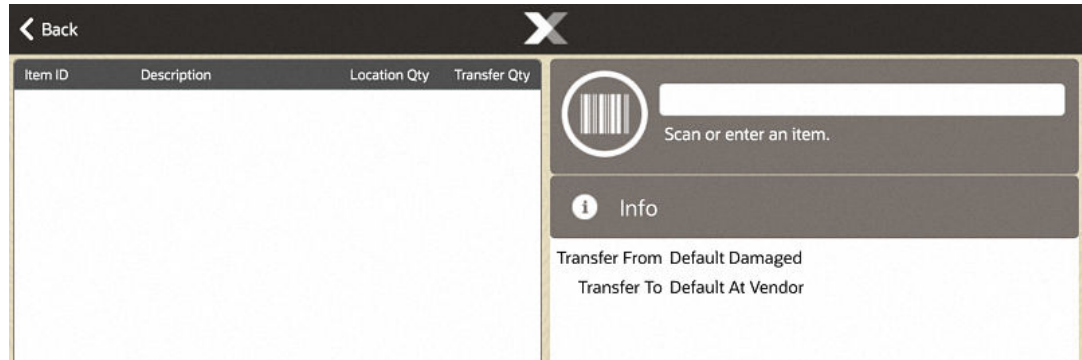 Back
Item ID Description Location Qty Transfer Qty
Scan or enter an item.
Info
Transfer From Default Damaged
Transfer To Default At Vendor